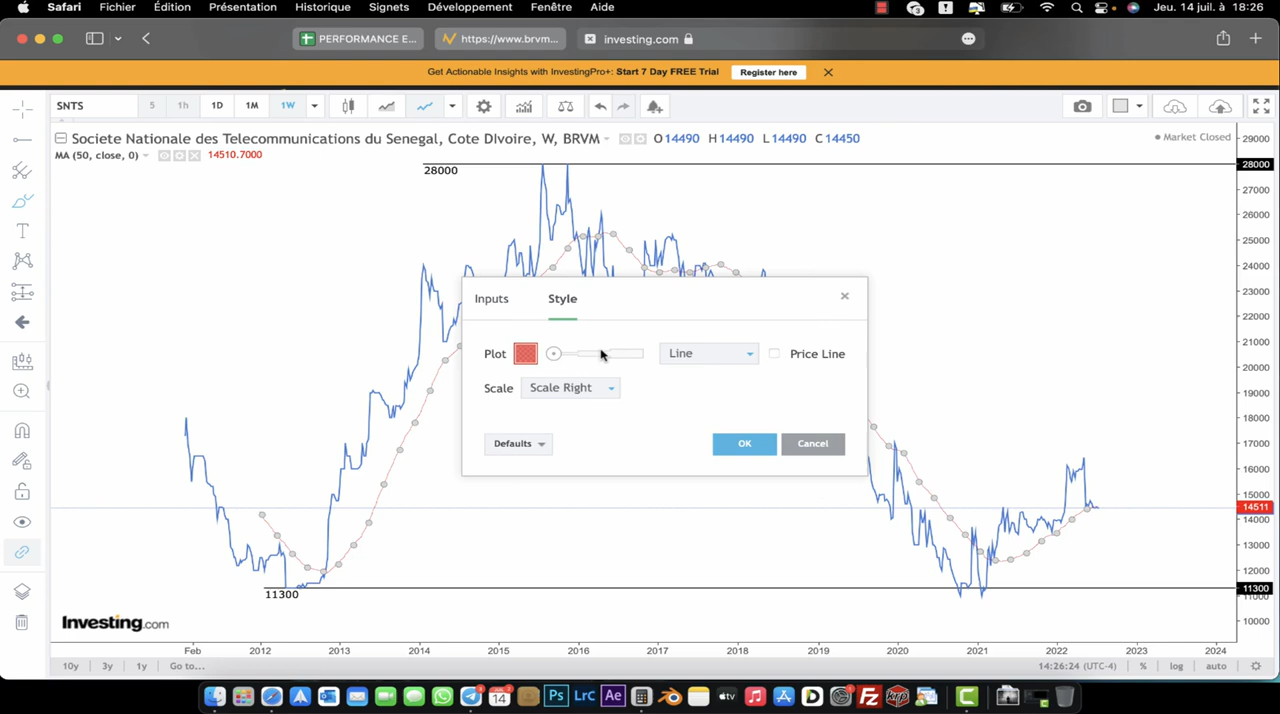 Safari Fichier Édition Présentation Historique Signets Développement Fenêtre Aide Jeu. 14 juil. à 18:26
PERFORMANCE E... https://www.brvm... investing.com
Get Actionable Insights with InvestingPro+: Start 7 Day FREE Trial Register here
SNTS 5 1h 1D 1M 1W
Societe Nationale des Telecommunications du Senegal, Cote DIvoire, W, BRVM O14490 H14490 L14490 C14450 Market Closed
MA (50, close, 0) 14510.7000
29000
28000 28000
27000
26000
25000
24000
23000
22000
21000
20000
19000
18000
17000
16000
15000
14511
14000
13000
12000
11300 11300
11000
10000
Inputs Style
Plot Line Price Line
Scale Scale Right
Defaults OK Cancel
Investing.com
Feb 2012 2013 2014 2015 2016 2017 2018 2019 2020 2021 2022 2023 2024
10y 3y 1y Go to... 14:26:24 (UTC-4) % log auto
14 Ps LrC Ae tv